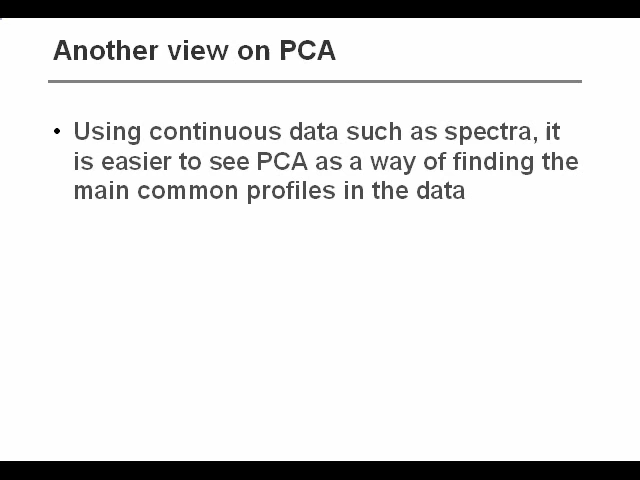 Another view on PCA
• Using continuous data such as spectra, it
is easier to see PCA as a way of finding the
main common profiles in the data